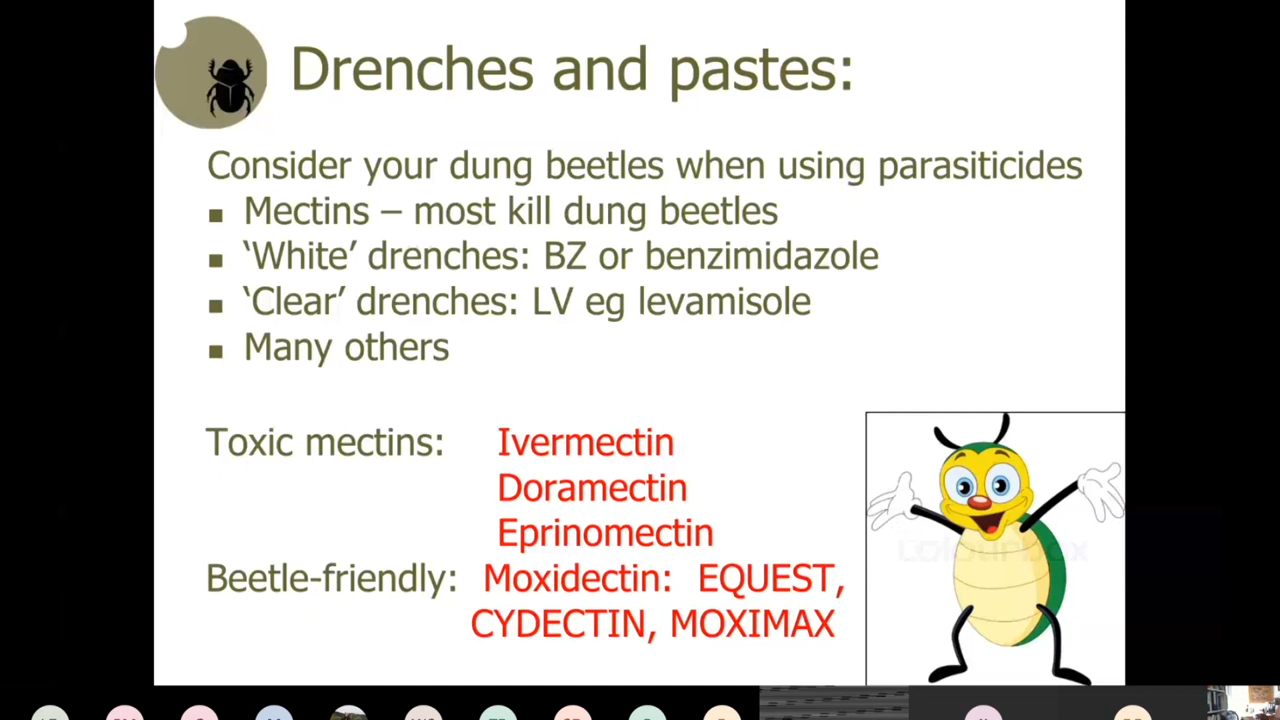 Drenches and pastes:
Consider your dung beetles when using parasiticides
▪ Mectins – most kill dung beetles
▪ ‘White’ drenches: BZ or benzimidazole
▪ ‘Clear’ drenches: LV eg levamisole
▪ Many others
Toxic mectins: Ivermectin
Doramectin
Eprinomectin
Beetle-friendly: Moxidectin: EQUEST,
CYDECTIN, MOXIMAX
colourbox